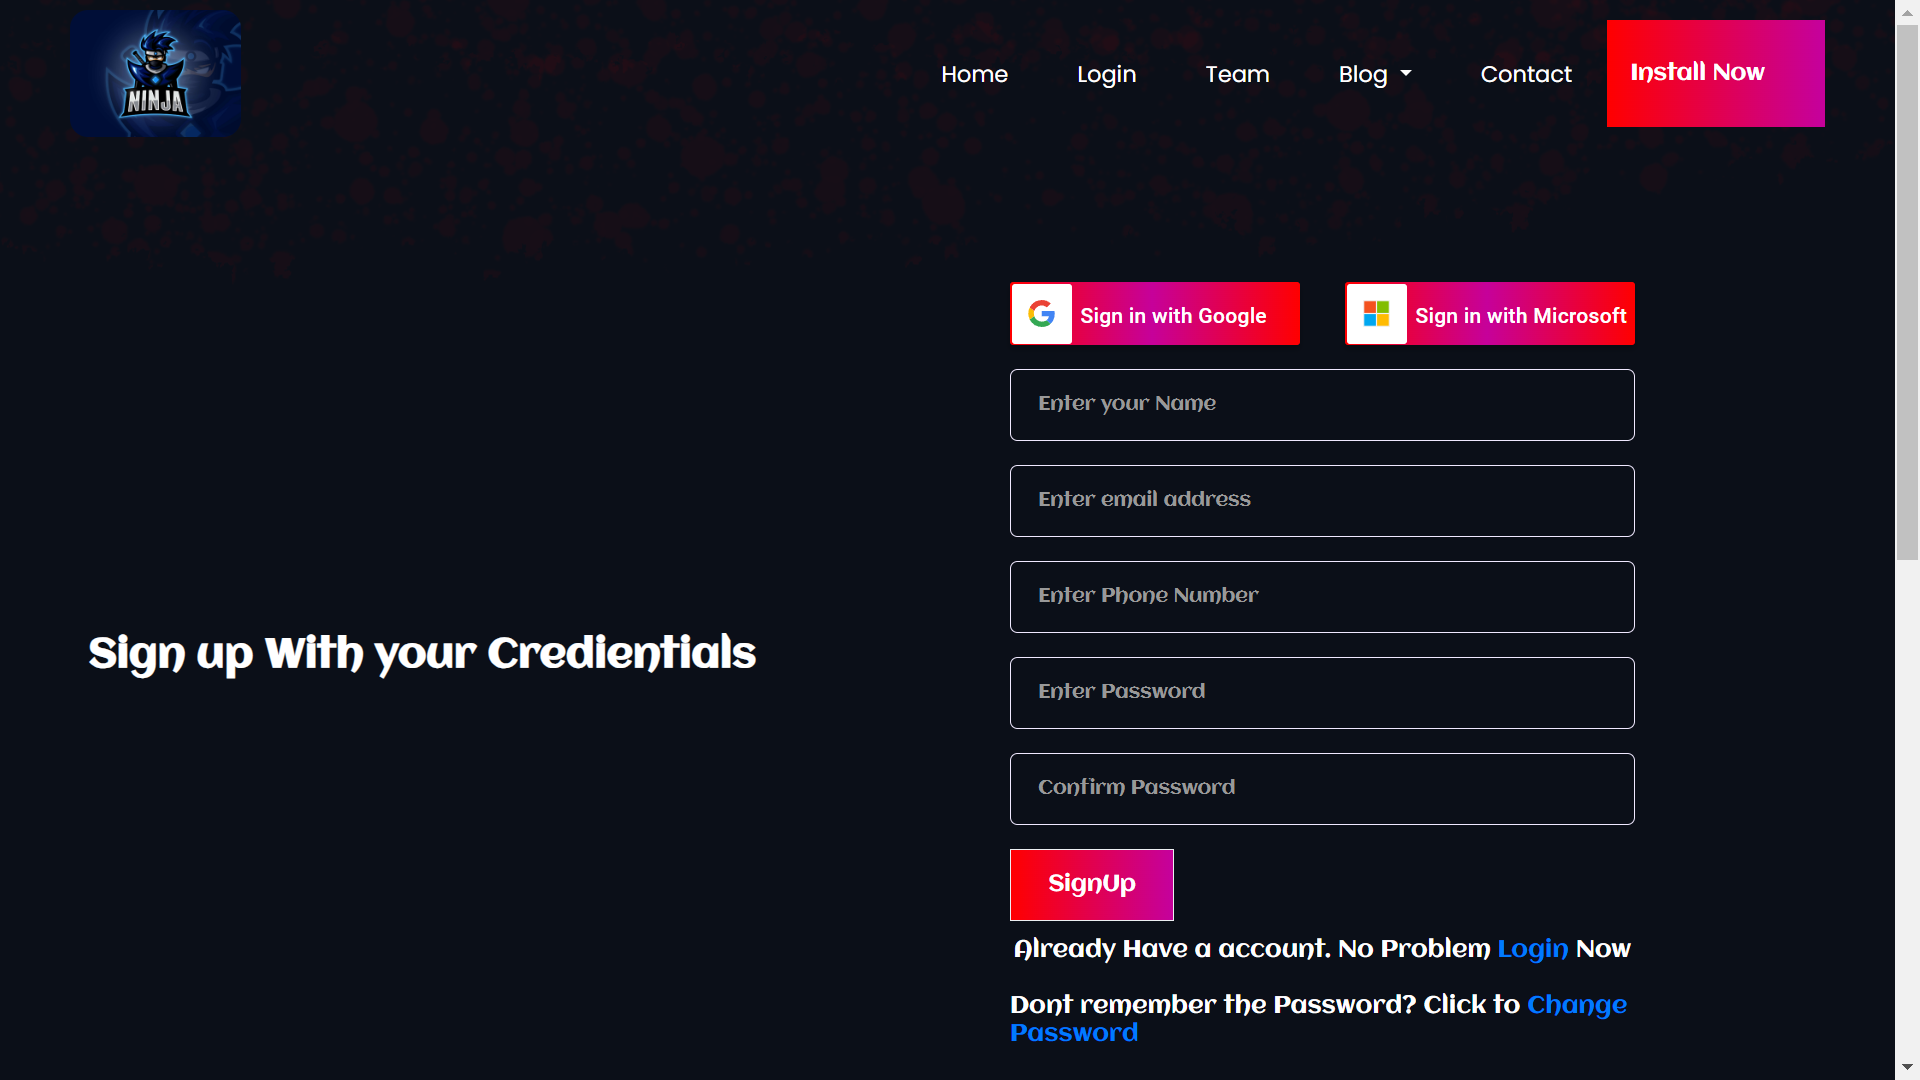 NINJA
Home
Login
Team
Blog
Contact
Install Now
Sign in with Google
Sign in with Microsoft
Enter your Name
Enter email address
Enter Phone Number
Sign up With your Credientials
Enter Password
Confirm Password
SignUp
Already Have a account. No Problem Login Now
Dont remember the Password? Click to Change
Password